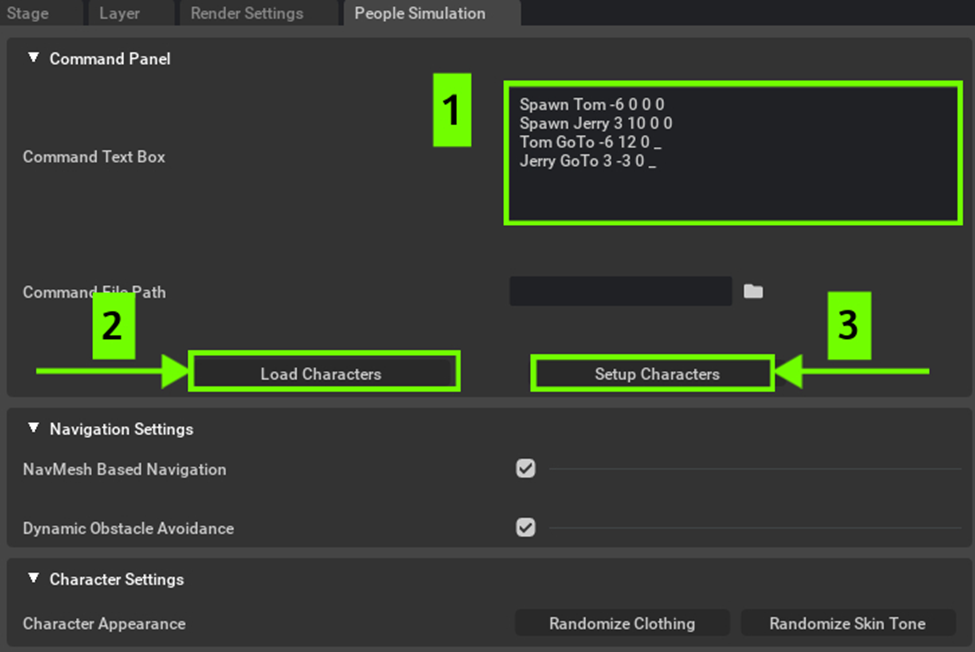 Stage Layer Render Settings People Simulation
Command Panel
1
Spawn Tom -6 0 0 0
Spawn Jerry 3 10 0 0
Tom GoTo -6 12 0 _
Jerry GoTo 3 -3 0 _
Command Text Box
Command File Path
2
3
Load Characters Setup Characters
Navigation Settings
NavMesh Based Navigation
Dynamic Obstacle Avoidance
Character Settings
Character Appearance Randomize Clothing Randomize Skin Tone